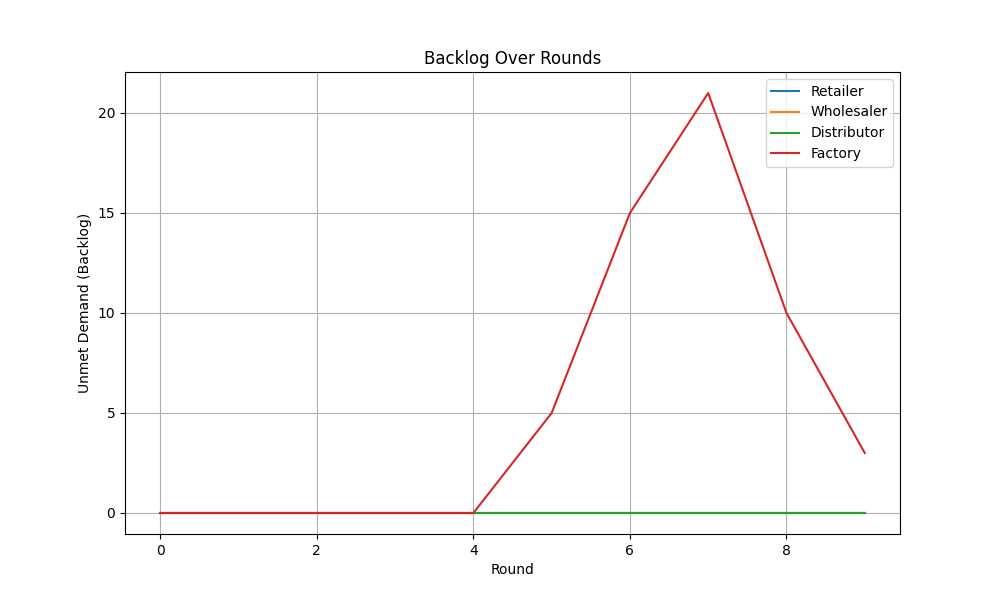 Backlog Over Rounds
Retailer
Wholesaler
Distributor
Factory
Unmet Demand (Backlog)
20
15
10
5
0
0 2 4 6 8
Round